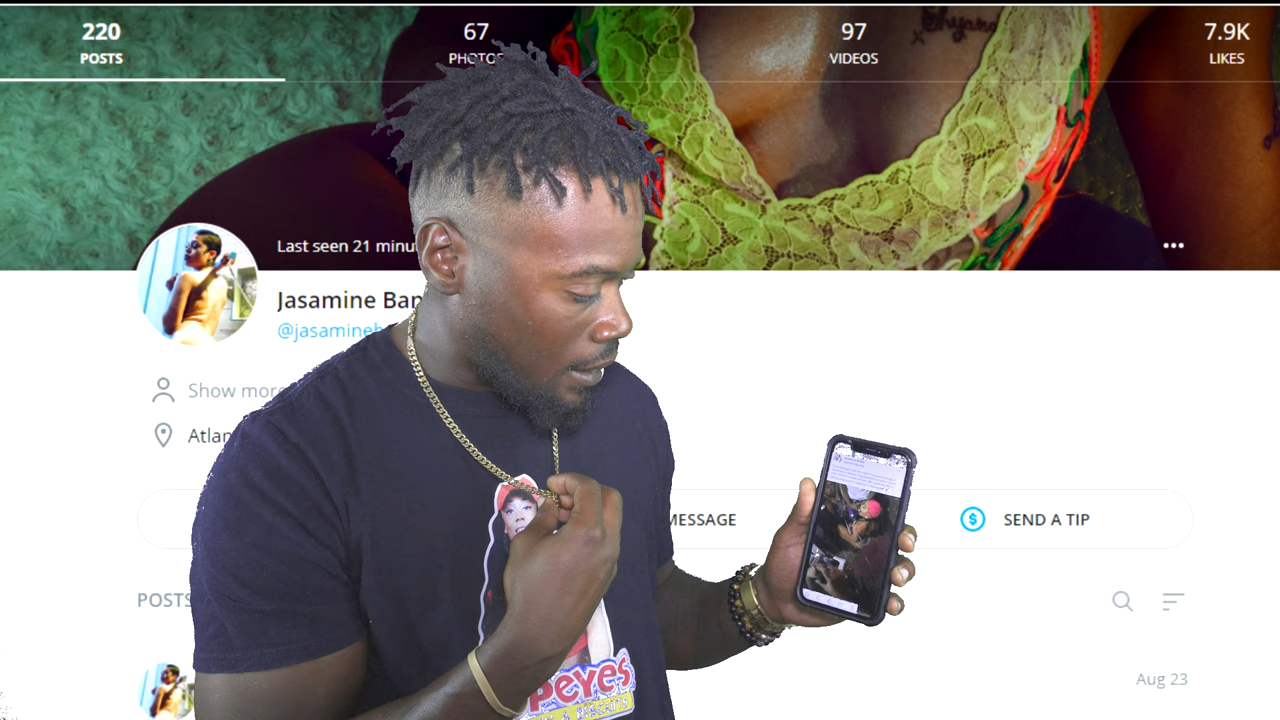 220 67 97 7.9K
POSTS PHOTOS VIDEOS LIKES
Last seen 21 minu
Jasamine Ban
@jasamineb
Show more
Atlan
MESSAGE SEND A TIP
POSTS
Aug 23
PEYES